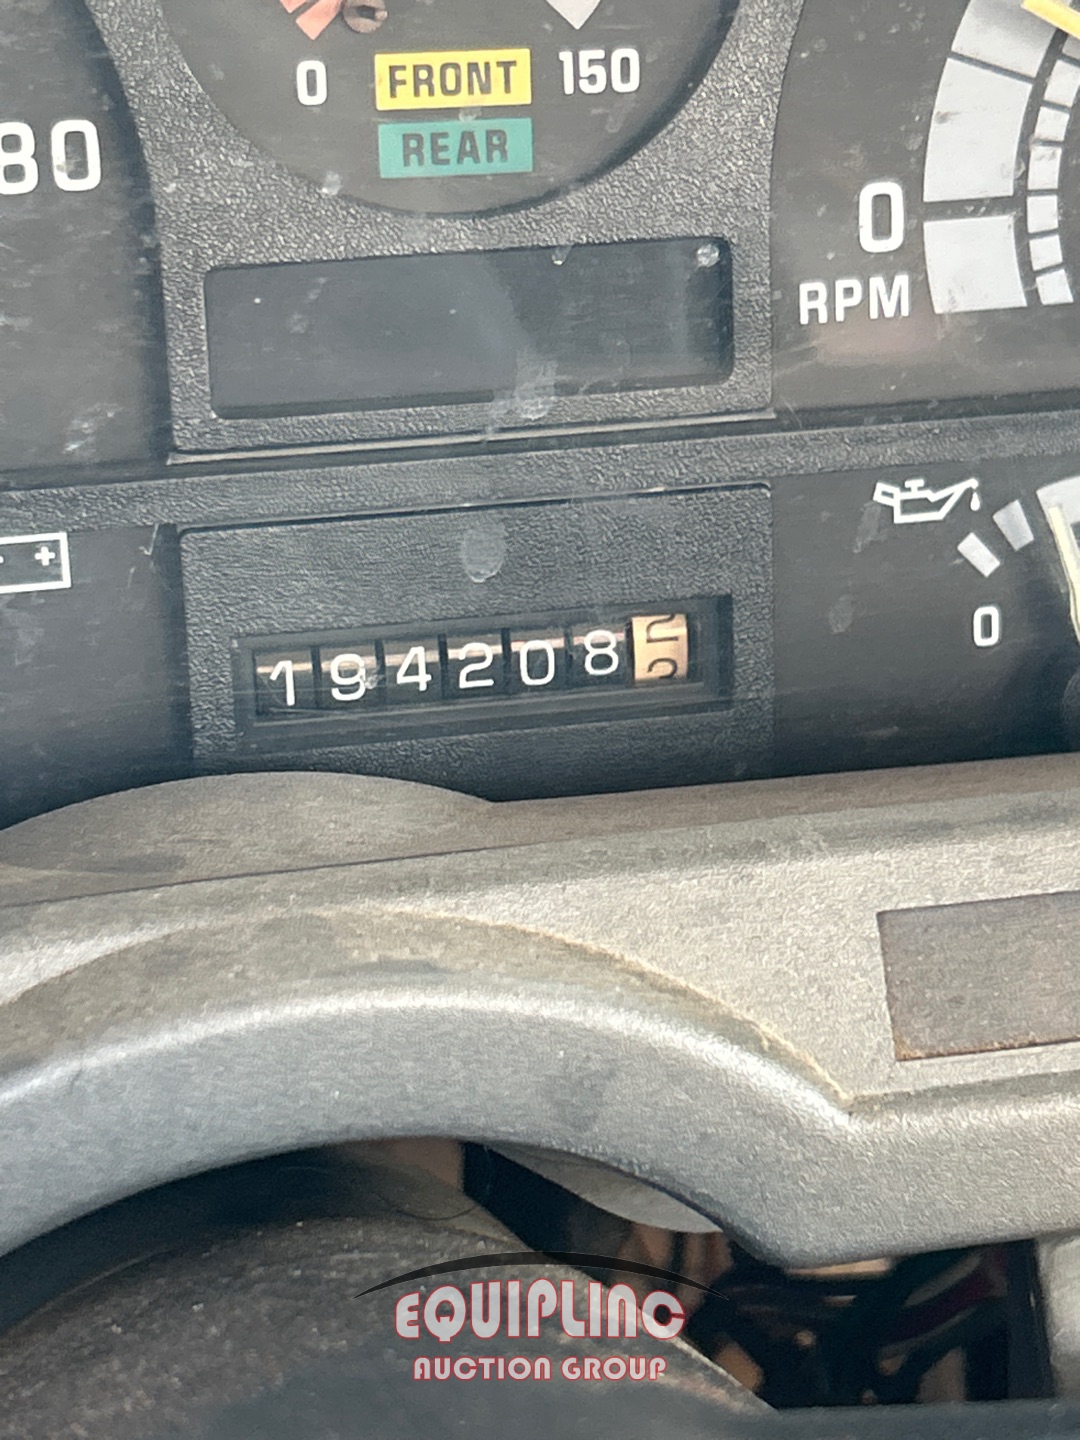 0 FRONT 150
REAR
80
0
RPM
- +
0
194208
EQUIPLINC
AUCTION GROUP